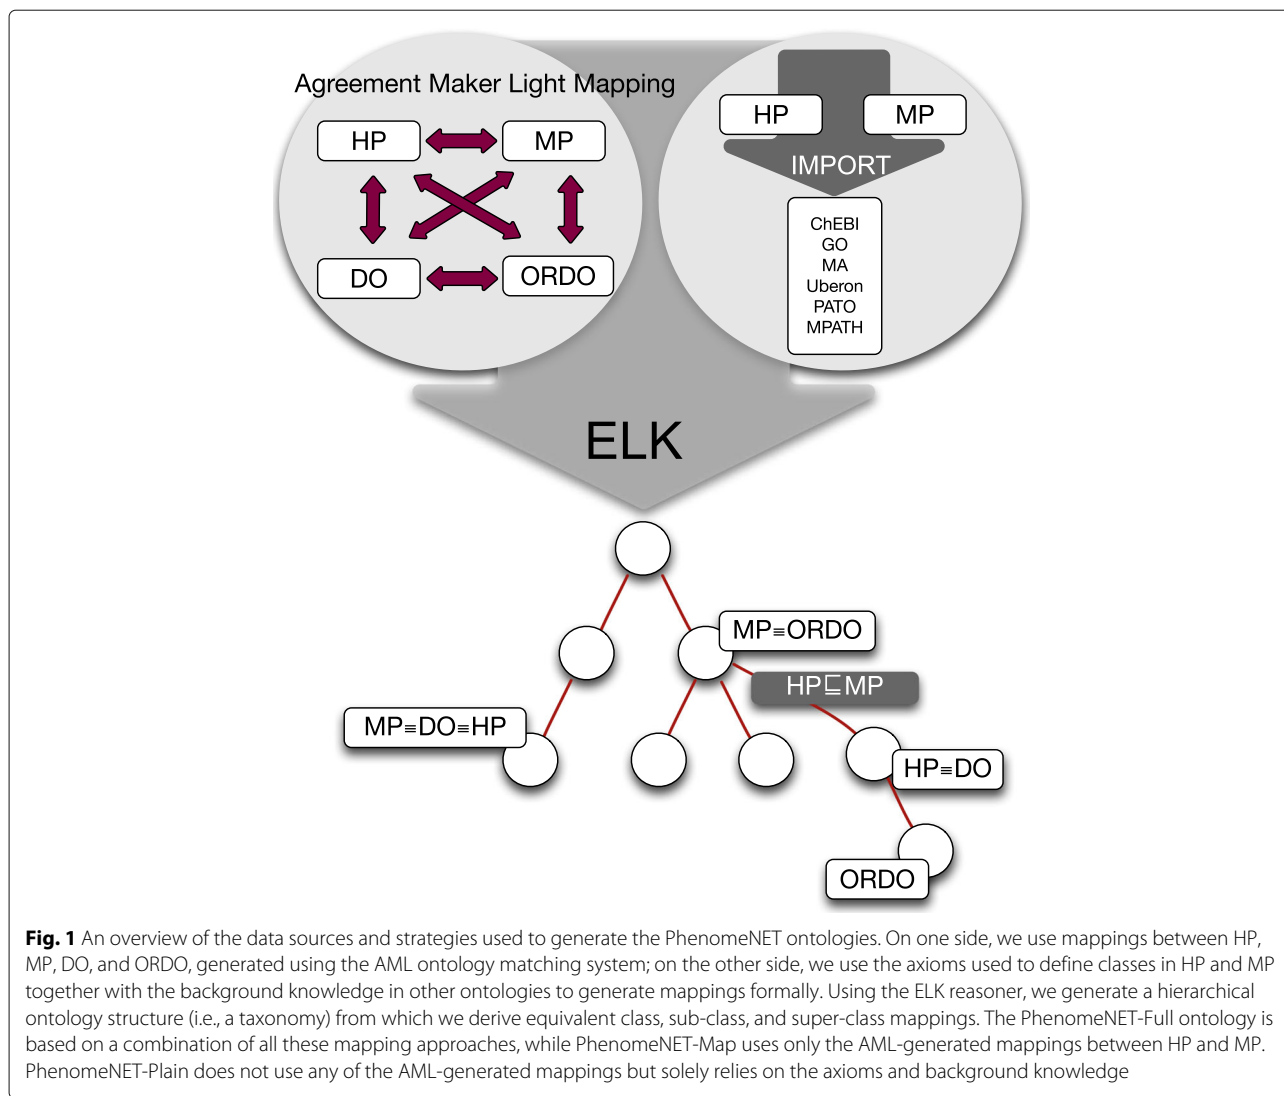 Agreement Maker Light Mapping
HP
MP
DO
ORDO
HP
MP
IMPORT
ChEBI
GO
MA
Uberon
PATO
MPATH
ELK
MP≡ORDO
HP⊑MP
MP≡DO≡HP
HP≡DO
ORDO
Fig. 1 An overview of the data sources and strategies used to generate the PhenomeNET ontologies. On one side, we use mappings between HP,
MP, DO, and ORDO, generated using the AML ontology matching system; on the other side, we use the axioms used to define classes in HP and MP
together with the background knowledge in other ontologies to generate mappings formally. Using the ELK reasoner, we generate a hierarchical
ontology structure (i.e., a taxonomy) from which we derive equivalent class, sub-class, and super-class mappings. The PhenomeNET-Full ontology is
based on a combination of all these mapping approaches, while PhenomeNET-Map uses only the AML-generated mappings between HP and MP.
PhenomeNET-Plain does not use any of the AML-generated mappings but solely relies on the axioms and background knowledge